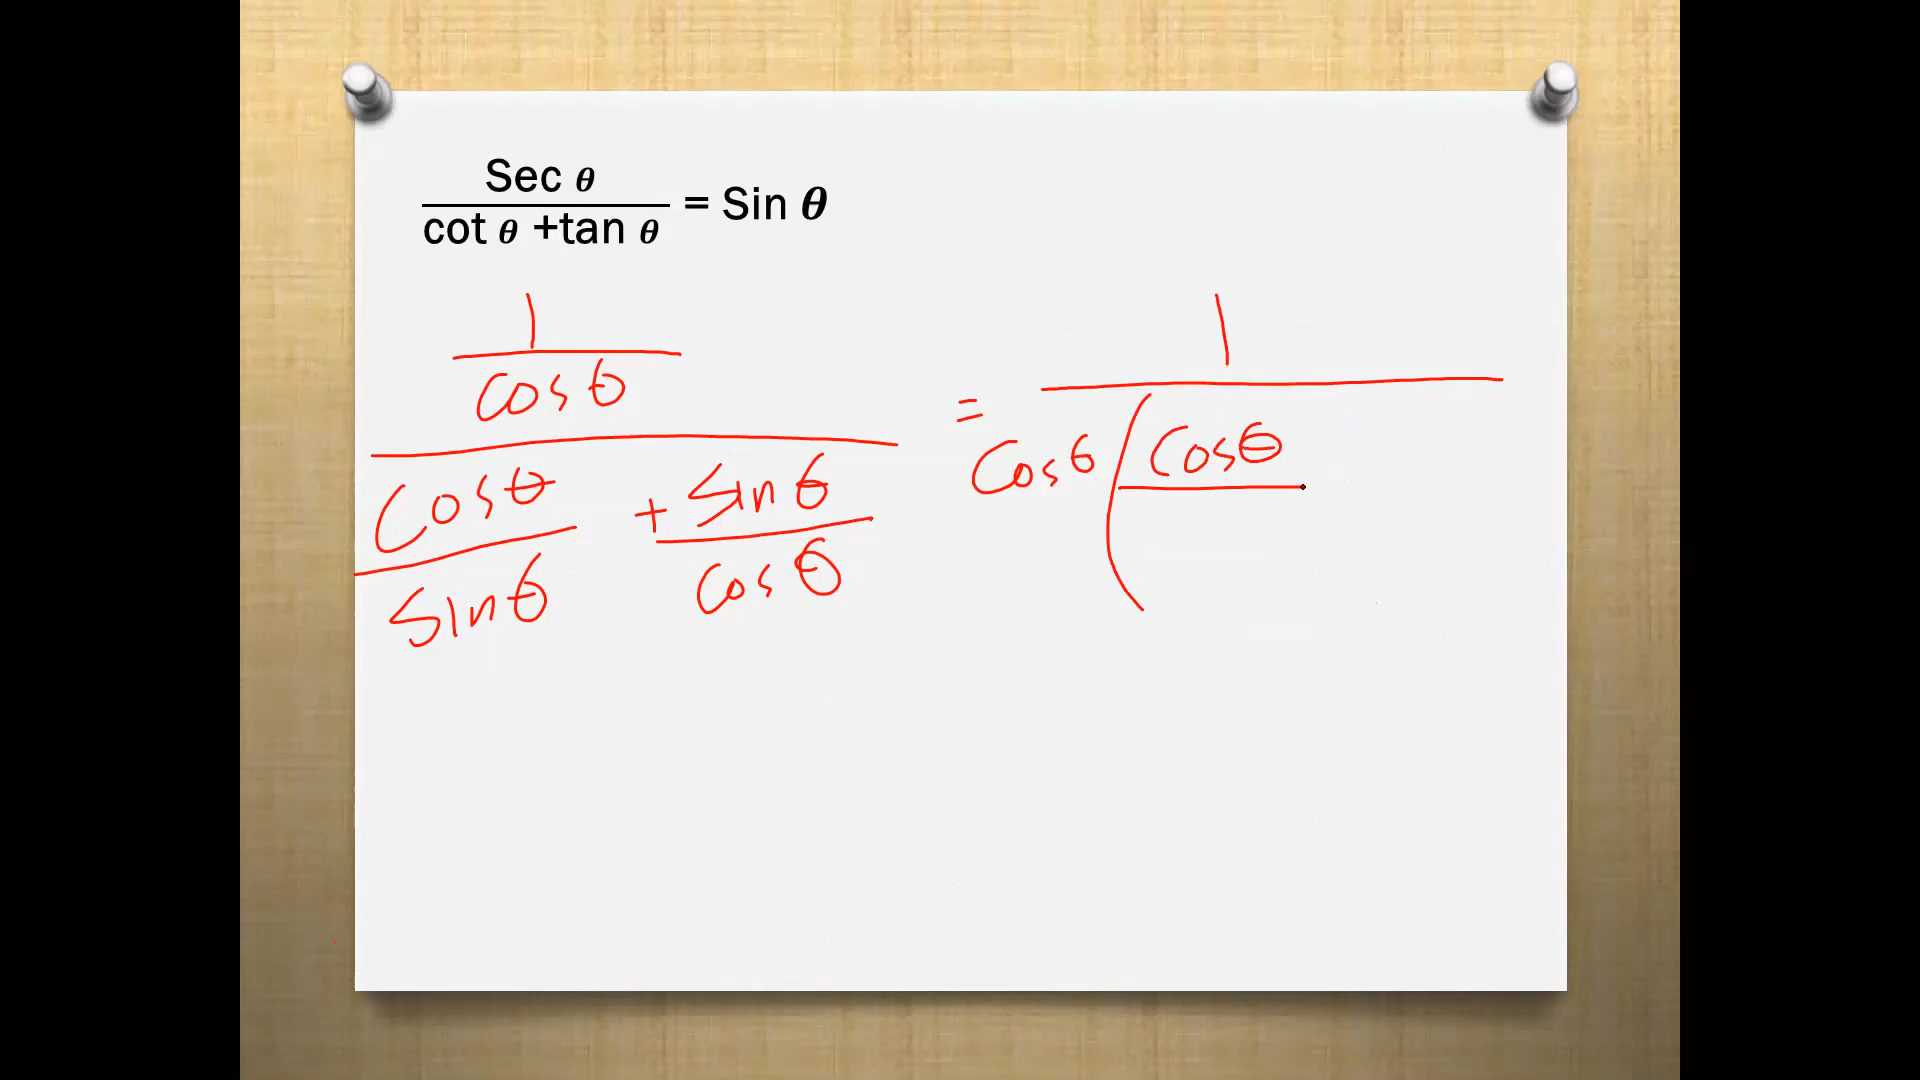 Sec θ
cot θ +tan θ
= Sin θ
1
cos θ
cos θ
sin θ
+ sin θ
cos θ
=
1
cos θ ( cos θ